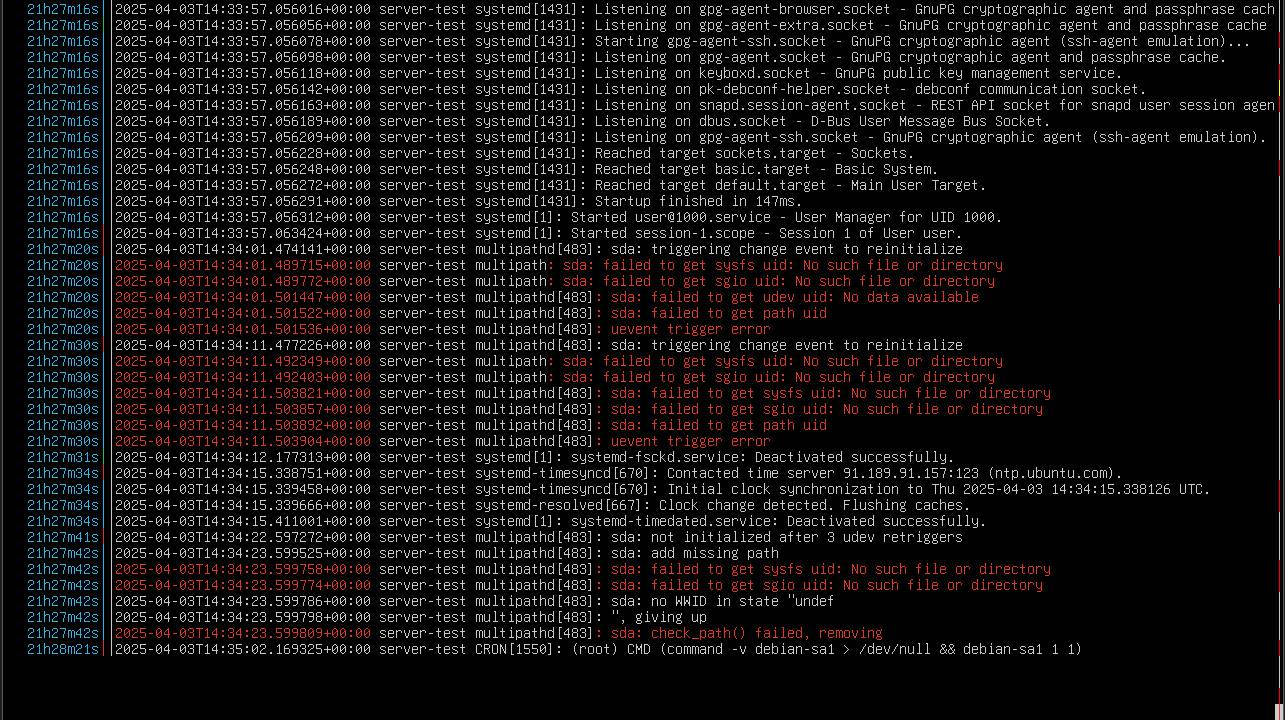 21h27m16s 2025-04-03T14:33:57.056016+00:00 server-test systemd[1431]: Listening on gpg-agent-browser.socket - GnuPG cryptographic agent and passphrase cach
21h27m16s 2025-04-03T14:33:57.056056+00:00 server-test systemd[1431]: Listening on gpg-agent-extra.socket - GnuPG cryptographic agent and passphrase cache
21h27m16s 2025-04-03T14:33:57.056078+00:00 server-test systemd[1431]: Starting gpg-agent-ssh.socket - GnuPG cryptographic agent (ssh-agent emulation)...
21h27m16s 2025-04-03T14:33:57.056098+00:00 server-test systemd[1431]: Listening on gpg-agent.socket - GnuPG cryptographic agent and passphrase cache.
21h27m16s 2025-04-03T14:33:57.056118+00:00 server-test systemd[1431]: Listening on keyboxd.socket - GnuPG public key management service.
21h27m16s 2025-04-03T14:33:57.056142+00:00 server-test systemd[1431]: Listening on pk-debconf-helper.socket - debconf communication socket.
21h27m16s 2025-04-03T14:33:57.056163+00:00 server-test systemd[1431]: Listening on snapd.session-agent.socket - REST API socket for snapd user session agen
21h27m16s 2025-04-03T14:33:57.056189+00:00 server-test systemd[1431]: Listening on dbus.socket - D-Bus User Message Bus Socket.
21h27m16s 2025-04-03T14:33:57.056209+00:00 server-test systemd[1431]: Listening on gpg-agent-ssh.socket - GnuPG cryptographic agent (ssh-agent emulation).
21h27m16s 2025-04-03T14:33:57.056228+00:00 server-test systemd[1431]: Reached target sockets.target - Sockets.
21h27m16s 2025-04-03T14:33:57.056248+00:00 server-test systemd[1431]: Reached target basic.target - Basic System.
21h27m16s 2025-04-03T14:33:57.056272+00:00 server-test systemd[1431]: Reached target default.target - Main User Target.
21h27m16s 2025-04-03T14:33:57.056291+00:00 server-test systemd[1431]: Startup finished in 147ms.
21h27m16s 2025-04-03T14:33:57.056312+00:00 server-test systemd[1]: Started user@1000.service - User Manager for UID 1000.
21h27m16s 2025-04-03T14:33:57.063424+00:00 server-test systemd[1]: Started session-1.scope - Session 1 of User user.
21h27m20s 2025-04-03T14:34:01.474141+00:00 server-test multipathd[483]: sda: triggering change event to reinitialize
21h27m20s 2025-04-03T14:34:01.489715+00:00 server-test multipath: sda: failed to get sysfs uid: No such file or directory
21h27m20s 2025-04-03T14:34:01.489772+00:00 server-test multipath: sda: failed to get sgio uid: No such file or directory
21h27m20s 2025-04-03T14:34:01.501447+00:00 server-test multipathd[483]: sda: failed to get udev uid: No data available
21h27m20s 2025-04-03T14:34:01.501522+00:00 server-test multipathd[483]: sda: failed to get path uid
21h27m20s 2025-04-03T14:34:01.501536+00:00 server-test multipathd[483]: uevent trigger error
21h27m30s 2025-04-03T14:34:11.477226+00:00 server-test multipathd[483]: sda: triggering change event to reinitialize
21h27m30s 2025-04-03T14:34:11.492349+00:00 server-test multipath: sda: failed to get sysfs uid: No such file or directory
21h27m30s 2025-04-03T14:34:11.492403+00:00 server-test multipath: sda: failed to get sgio uid: No such file or directory
21h27m30s 2025-04-03T14:34:11.503821+00:00 server-test multipathd[483]: sda: failed to get sysfs uid: No such file or directory
21h27m30s 2025-04-03T14:34:11.503857+00:00 server-test multipathd[483]: sda: failed to get sgio uid: No such file or directory
21h27m30s 2025-04-03T14:34:11.503892+00:00 server-test multipathd[483]: sda: failed to get path uid
21h27m30s 2025-04-03T14:34:11.503904+00:00 server-test multipathd[483]: uevent trigger error
21h27m31s 2025-04-03T14:34:12.177313+00:00 server-test systemd[1]: systemd-fsckd.service: Deactivated successfully.
21h27m34s 2025-04-03T14:34:15.338751+00:00 server-test systemd-timesyncd[670]: Contacted time server 91.189.91.157:123 (ntp.ubuntu.com).
21h27m34s 2025-04-03T14:34:15.339458+00:00 server-test systemd-timesyncd[670]: Initial clock synchronization to Thu 2025-04-03 14:34:15.338126 UTC.
21h27m34s 2025-04-03T14:34:15.339666+00:00 server-test systemd-resolved[667]: Clock change detected. Flushing caches.
21h27m34s 2025-04-03T14:34:15.411001+00:00 server-test systemd[1]: systemd-timedated.service: Deactivated successfully.
21h27m41s 2025-04-03T14:34:22.597272+00:00 server-test multipathd[483]: sda: not initialized after 3 udev retriggers
21h27m42s 2025-04-03T14:34:23.599525+00:00 server-test multipathd[483]: sda: add missing path
21h27m42s 2025-04-03T14:34:23.599758+00:00 server-test multipathd[483]: sda: failed to get sysfs uid: No such file or directory
21h27m42s 2025-04-03T14:34:23.599774+00:00 server-test multipathd[483]: sda: failed to get sgio uid: No such file or directory
21h27m42s 2025-04-03T14:34:23.599786+00:00 server-test multipathd[483]: sda: no WWID in state "undef
21h27m42s 2025-04-03T14:34:23.599798+00:00 server-test multipathd[483]: ", giving up
21h27m42s 2025-04-03T14:34:23.599809+00:00 server-test multipathd[483]: sda: check_path() failed, removing
21h28m21s 2025-04-03T14:35:02.169325+00:00 server-test CRON[1550]: (root) CMD (command -v debian-sa1 > /dev/null && debian-sa1 1 1)